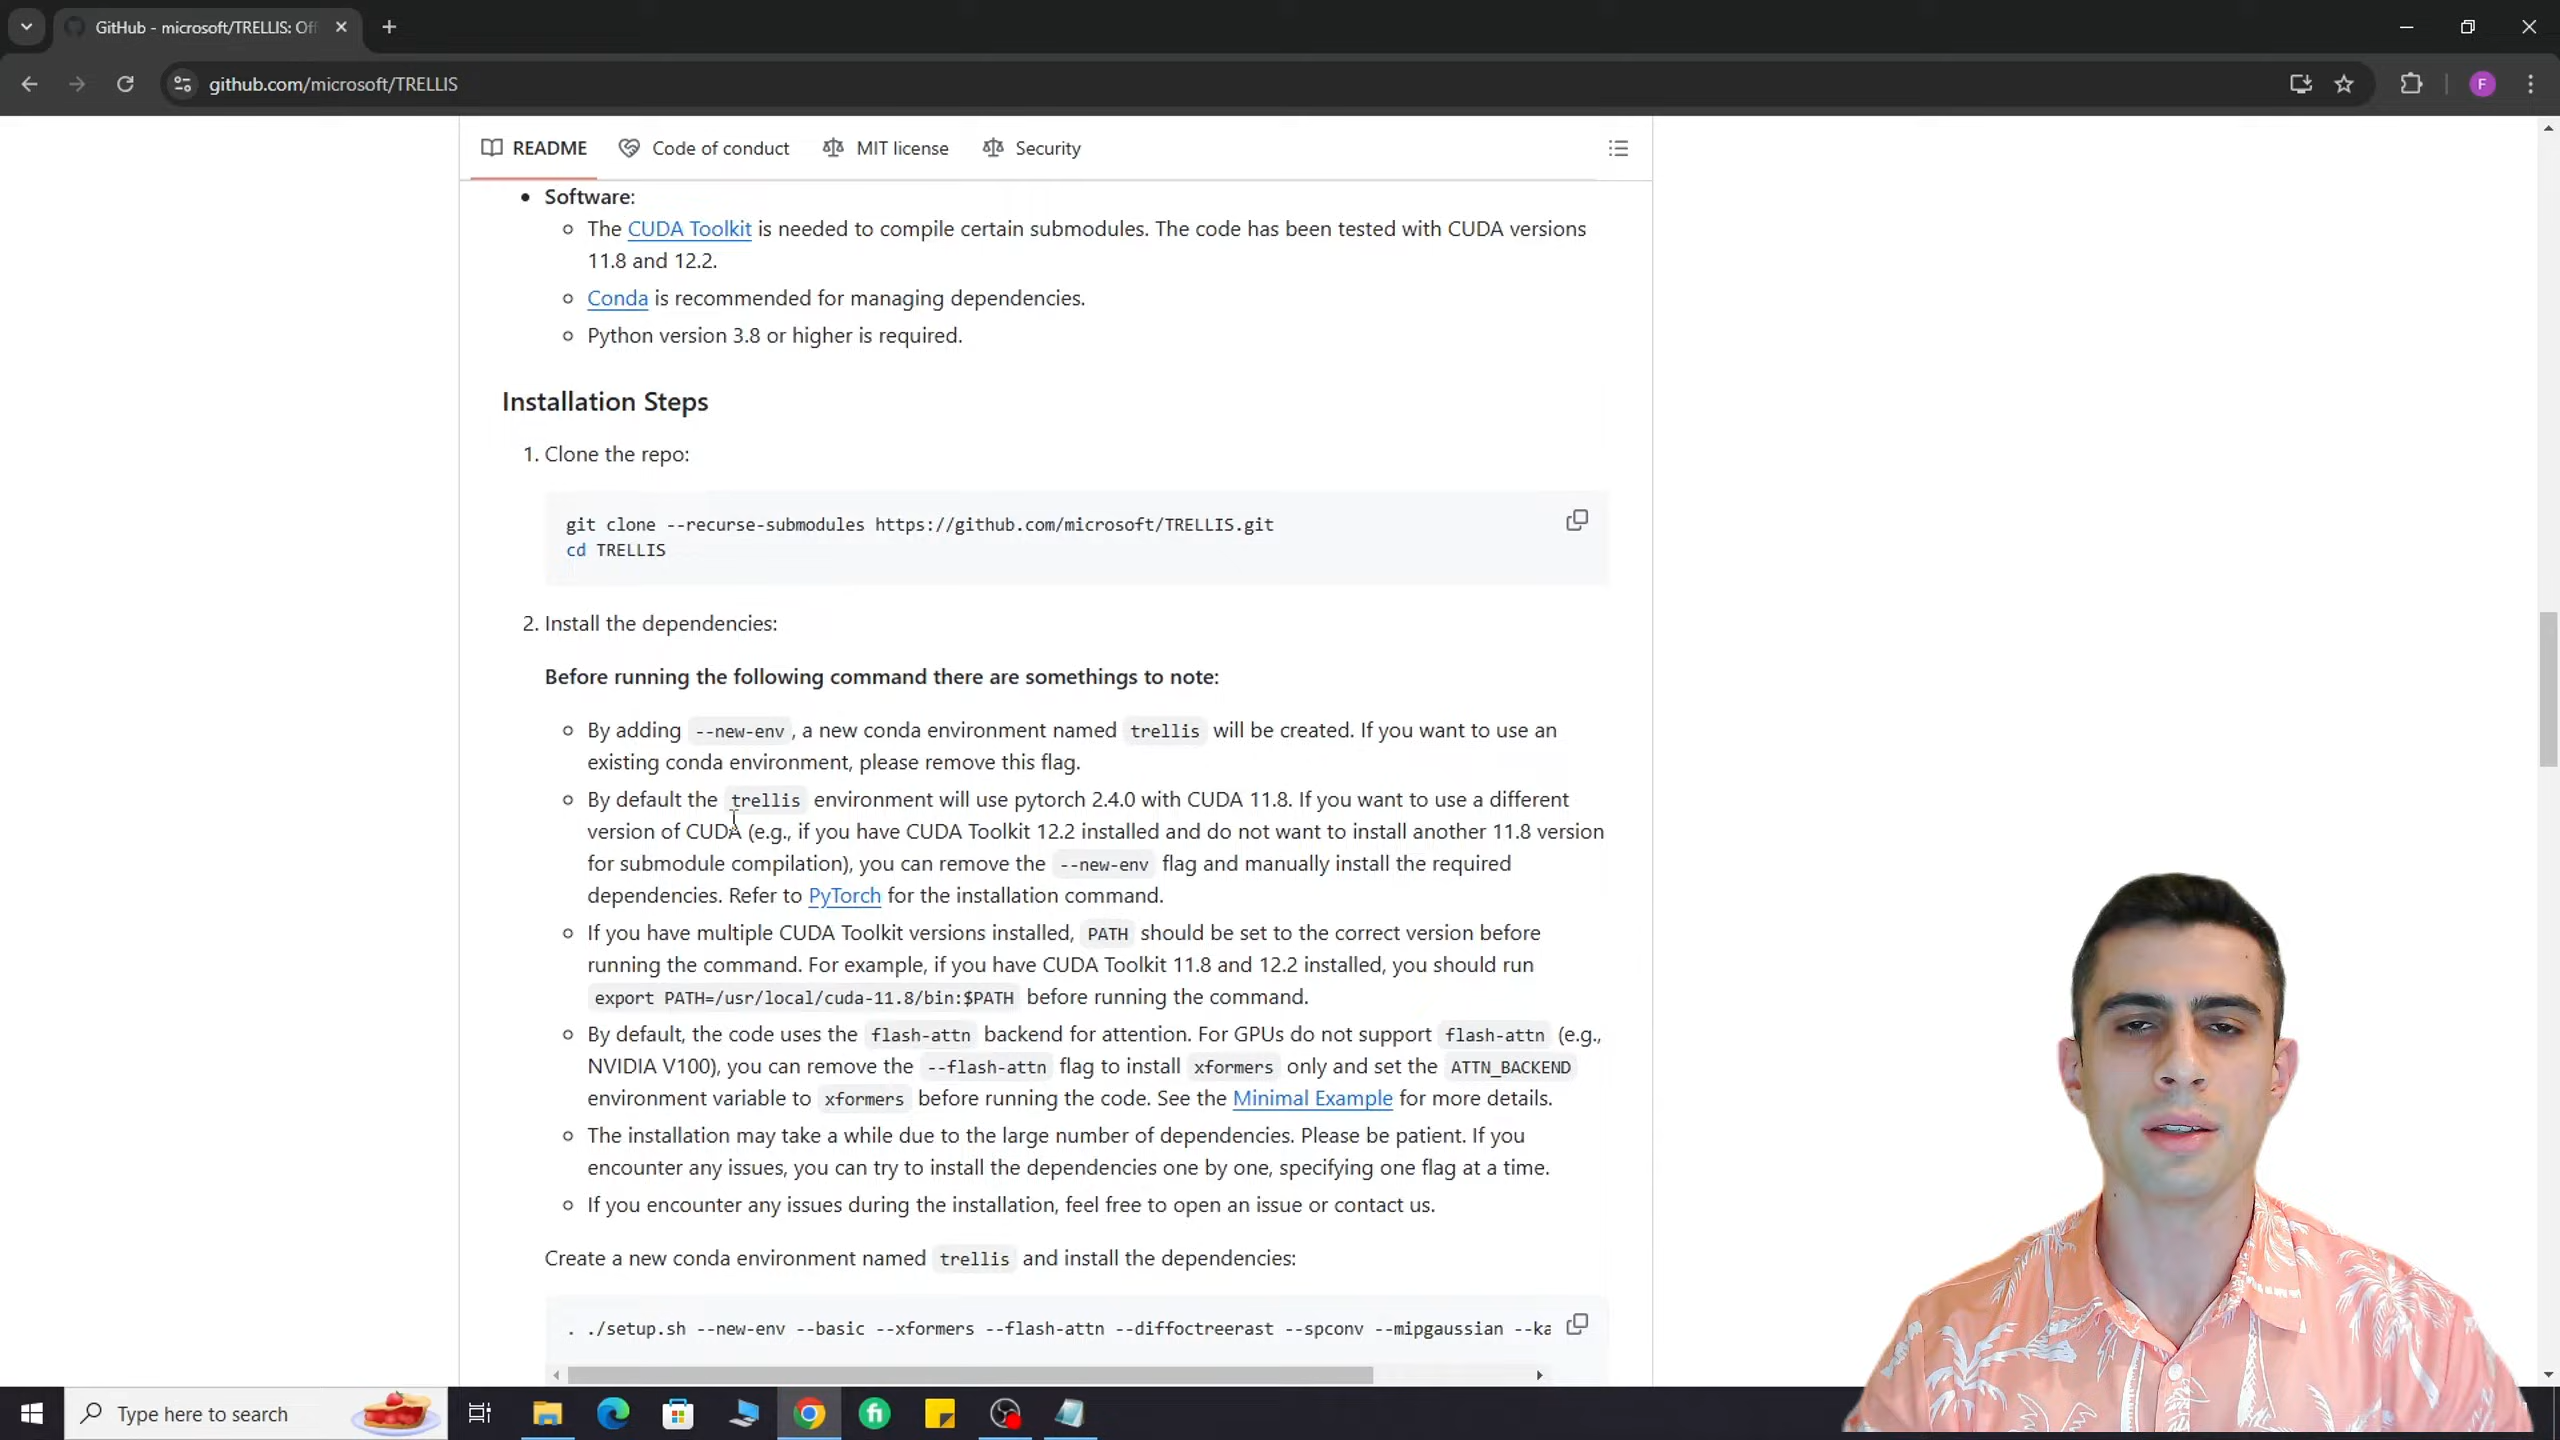 GitHub - microsoft/TRELLIS: Off
github.com/microsoft/TRELLIS
F
README
Code of conduct
MIT license
Security
Software:
The CUDA Toolkit is needed to compile certain submodules. The code has been tested with CUDA versions
11.8 and 12.2.
Conda is recommended for managing dependencies.
Python version 3.8 or higher is required.
Installation Steps
1. Clone the repo:
git clone --recurse-submodules https://github.com/microsoft/TRELLIS.git
cd TRELLIS
2. Install the dependencies:
Before running the following command there are somethings to note:
By adding --new-env, a new conda environment named trellis will be created. If you want to use an
existing conda environment, please remove this flag.
By default the trellis environment will use pytorch 2.4.0 with CUDA 11.8. If you want to use a different
version of CUDA (e.g., if you have CUDA Toolkit 12.2 installed and do not want to install another 11.8 version
for submodule compilation), you can remove the --new-env flag and manually install the required
dependencies. Refer to PyTorch for the installation command.
If you have multiple CUDA Toolkit versions installed, PATH should be set to the correct version before
running the command. For example, if you have CUDA Toolkit 11.8 and 12.2 installed, you should run
export PATH=/usr/local/cuda-11.8/bin:$PATH before running the command.
By default, the code uses the flash-attn backend for attention. For GPUs do not support flash-attn (e.g.,
NVIDIA V100), you can remove the --flash-attn flag to install xformers only and set the ATTN_BACKEND
environment variable to xformers before running the code. See the Minimal Example for more details.
The installation may take a while due to the large number of dependencies. Please be patient. If you
encounter any issues, you can try to install the dependencies one by one, specifying one flag at a time.
If you encounter any issues during the installation, feel free to open an issue or contact us.
Create a new conda environment named trellis and install the dependencies:
. ./setup.sh --new-env --basic --xformers --flash-attn --diffoctreerast --spconv --mipgaussian --ka
Type here to search
fi